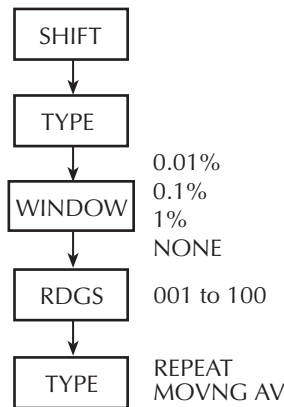 SHIFT
TYPE
0.01%
0.1%
WINDOW
1%
NONE
RDGS 001 to 100
REPEAT
TYPE
MOVNG AV